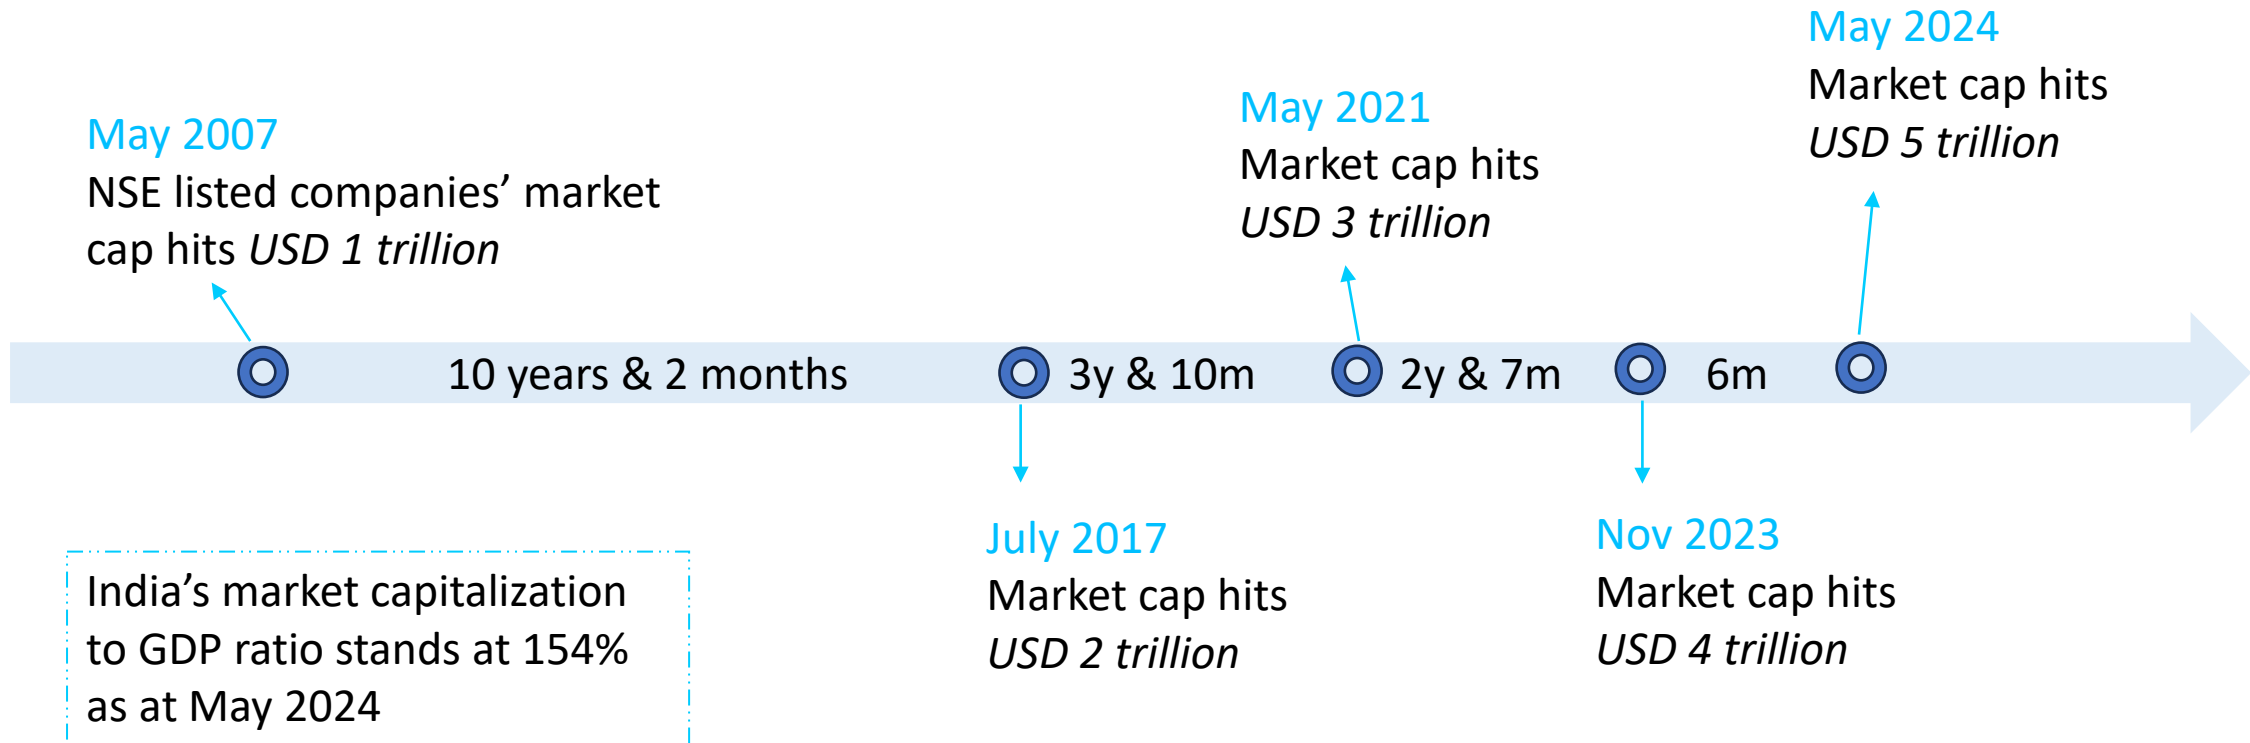 May 2007
NSE listed companies’ market
cap hits USD 1 trillion
May 2021
Market cap hits
USD 3 trillion
May 2024
Market cap hits
USD 5 trillion
10 years & 2 months
3y & 10m
2y & 7m
6m
July 2017
Market cap hits
USD 2 trillion
Nov 2023
Market cap hits
USD 4 trillion
India’s market capitalization
to GDP ratio stands at 154%
as at May 2024